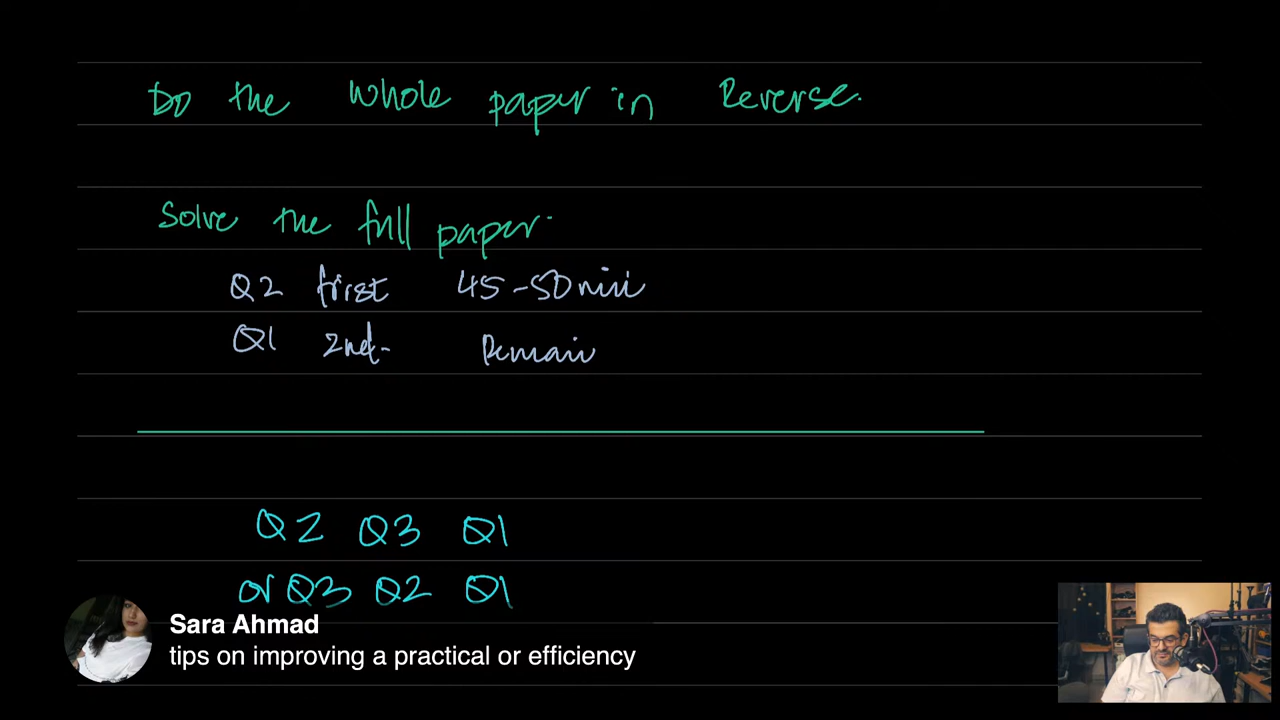 Do the whole paper in Reverse.
Solve the full paper.
Q2 first 45-50min
Q1 2nd- Remain
Q2 Q3 Q1
or Q3 Q2 Q1
Sara Ahmad
tips on improving a practical or efficiency